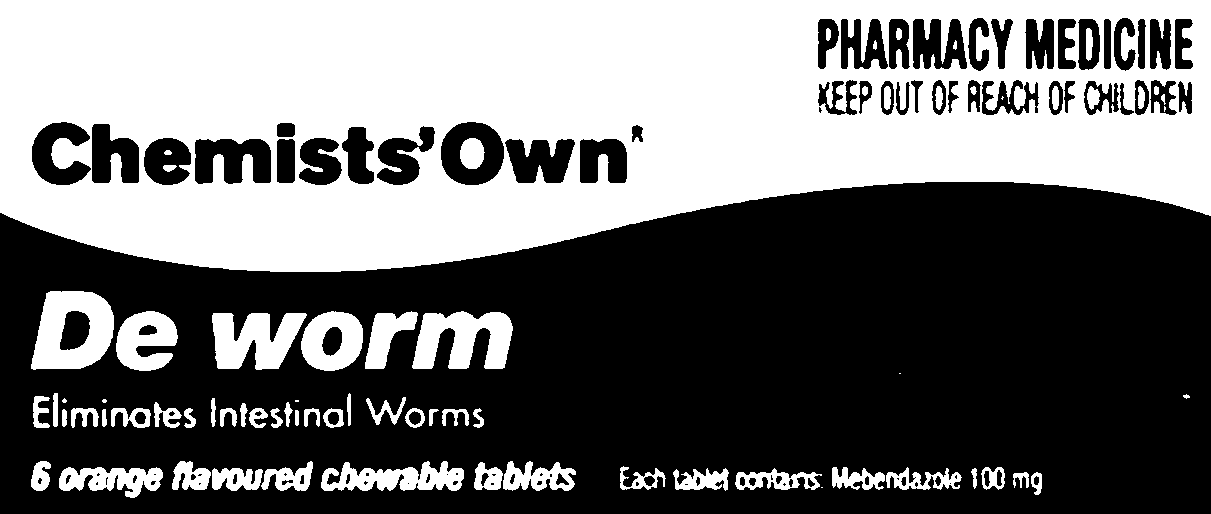 PHARMACY MEDICINE
KEEP OUT OF REACH OF CHILDREN
Chemists'Own®
De worm
Eliminates Intestinal Worms
6 orange flavoured chewable tablets Each tablet contains: Mebendazole 100 mg